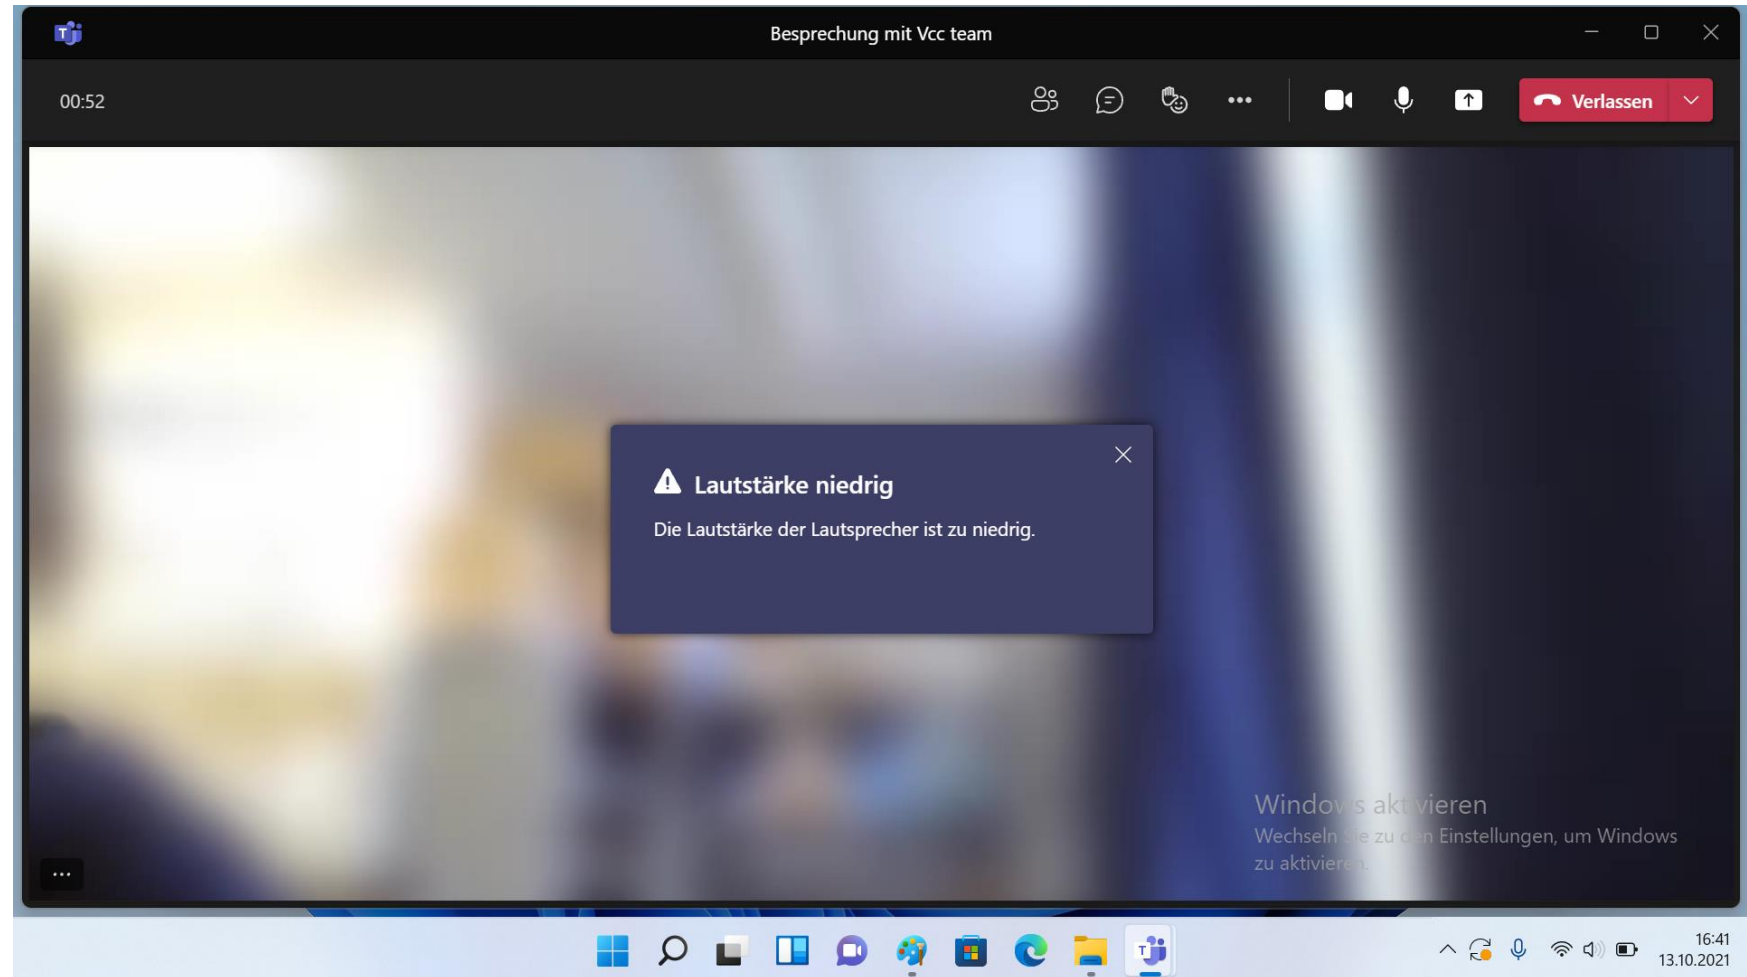 Besprechung mit Vcc team
00:52
Verlassen
Lautstärke niedrig
Die Lautstärke der Lautsprecher ist zu niedrig.
Windows aktivieren
Wechseln Sie zu den Einstellungen, um Windows
zu aktivieren.
16:41
13.10.2021